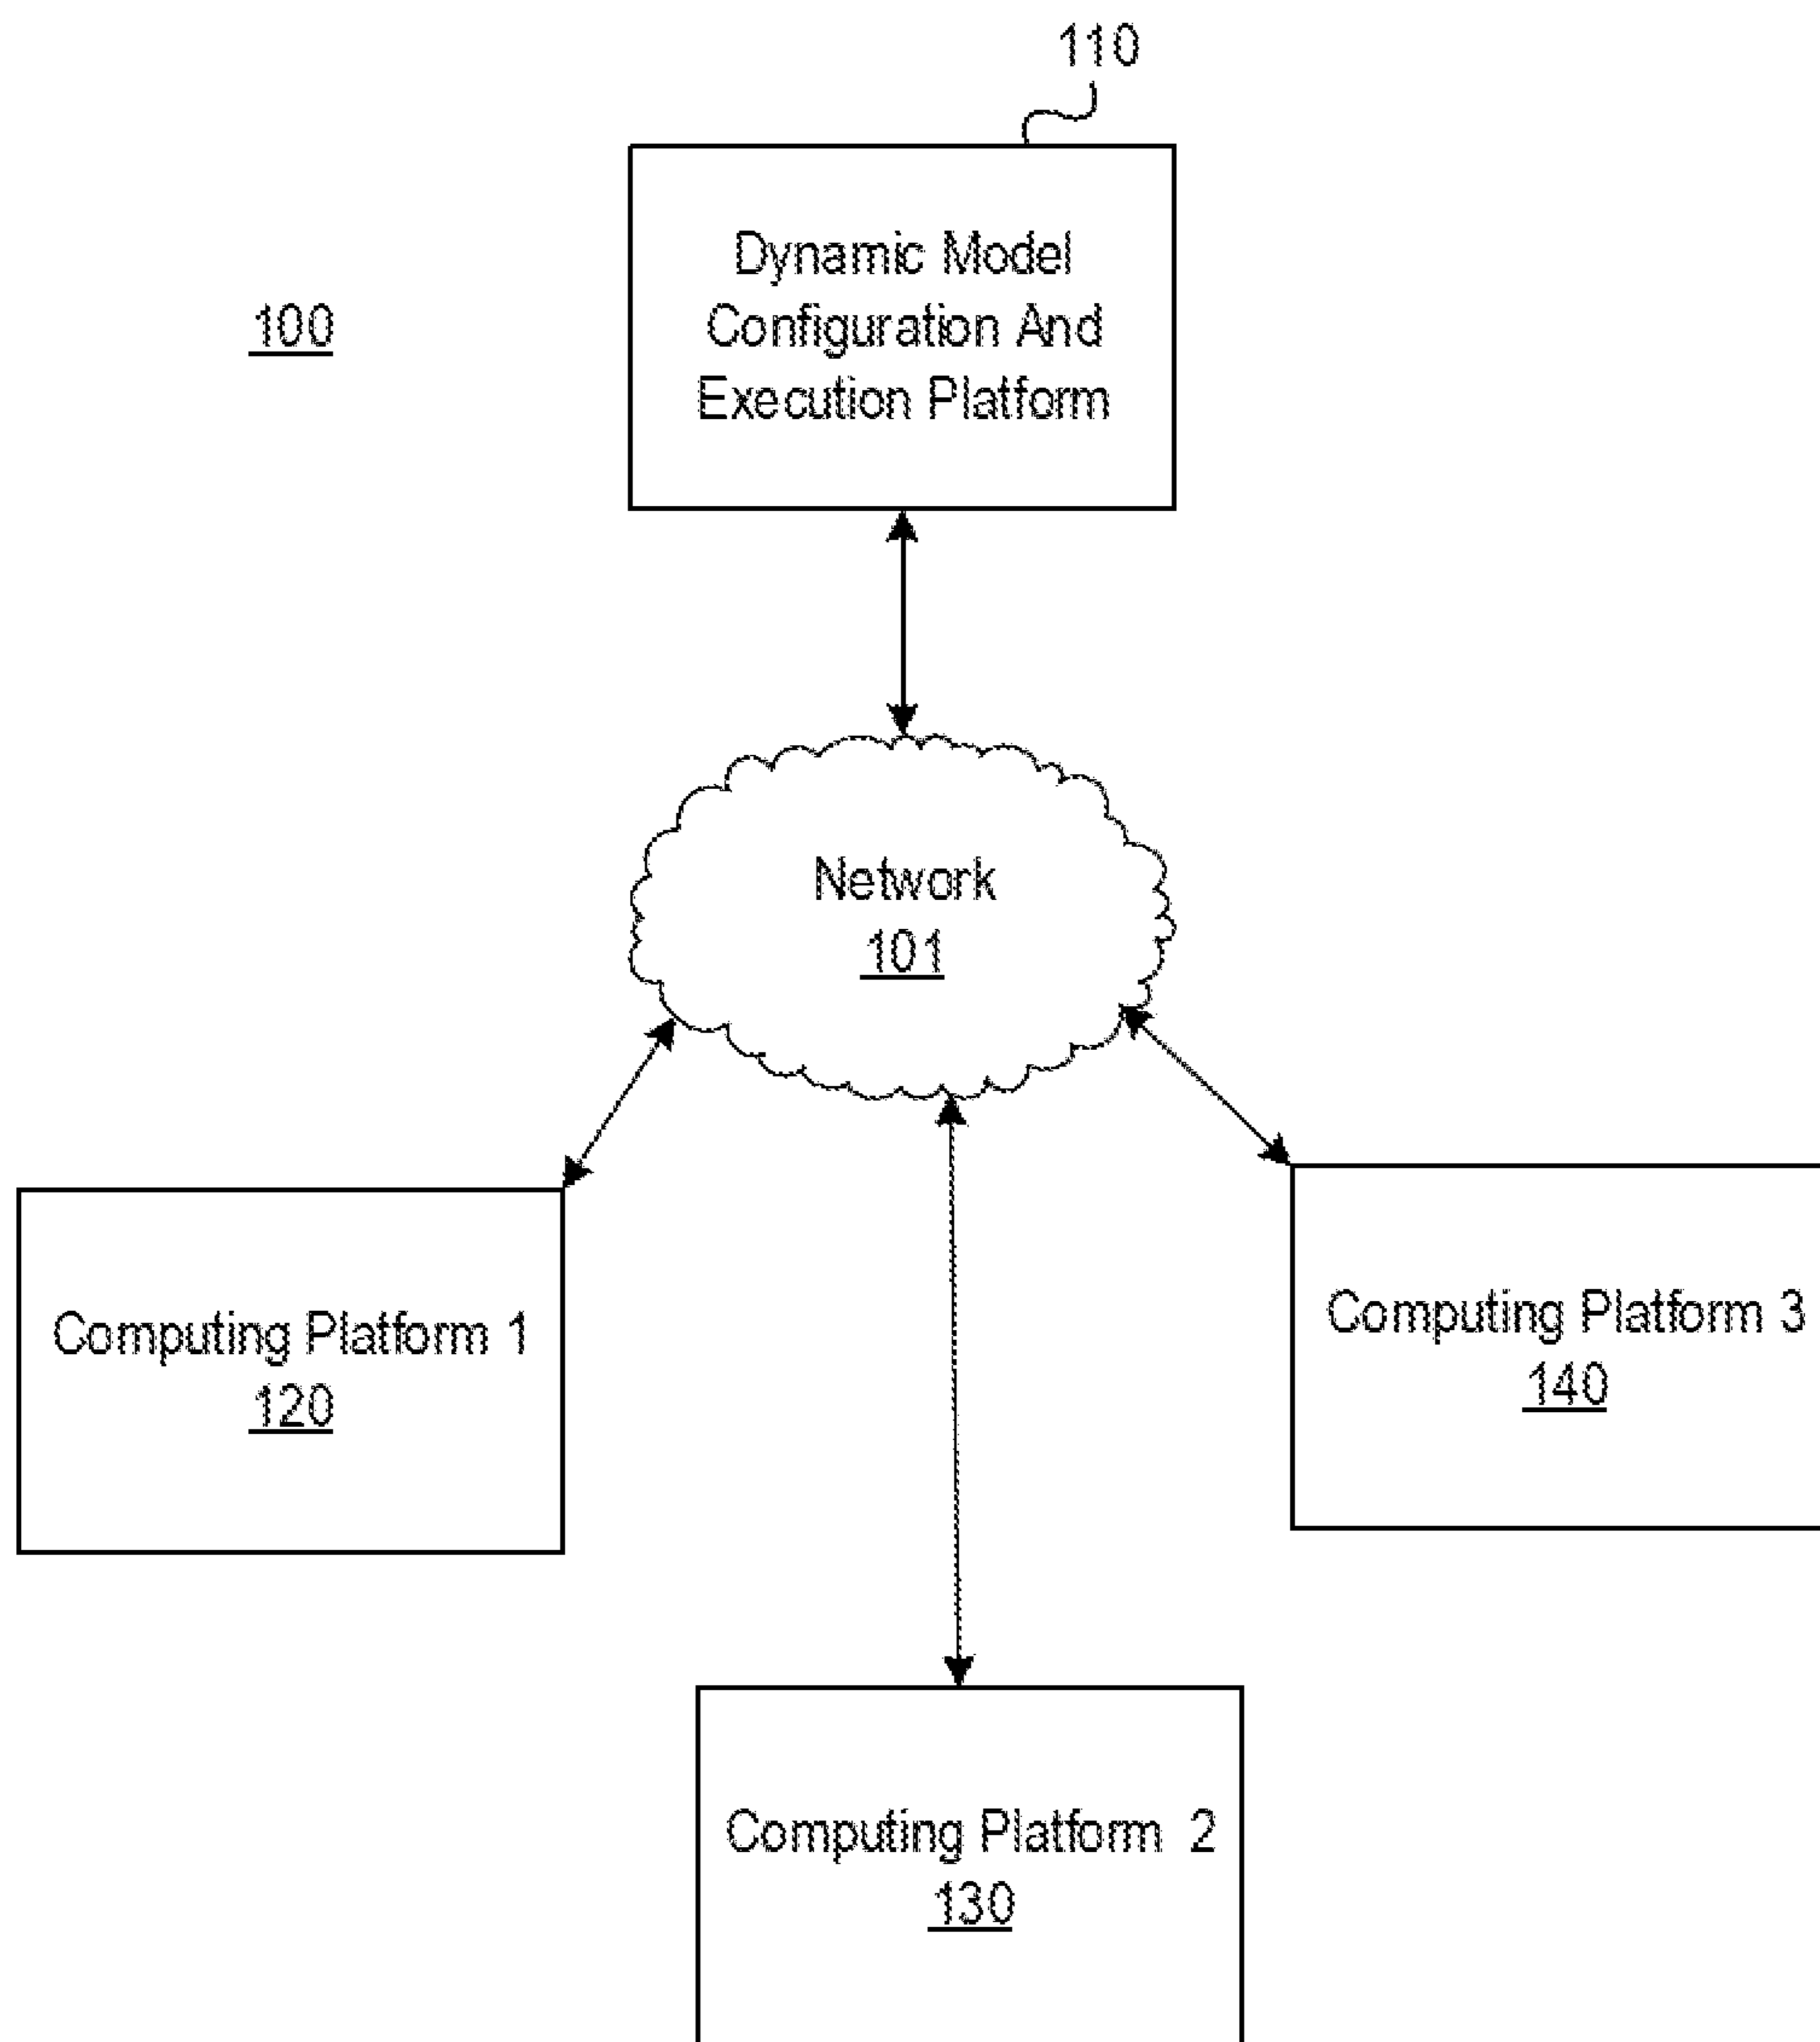 110
Dynamic Model
Configuration And
Execution Platform
100
Network
101
Computing Platform 1
120
Computing Platform 3
140
Computing Platform 2
130